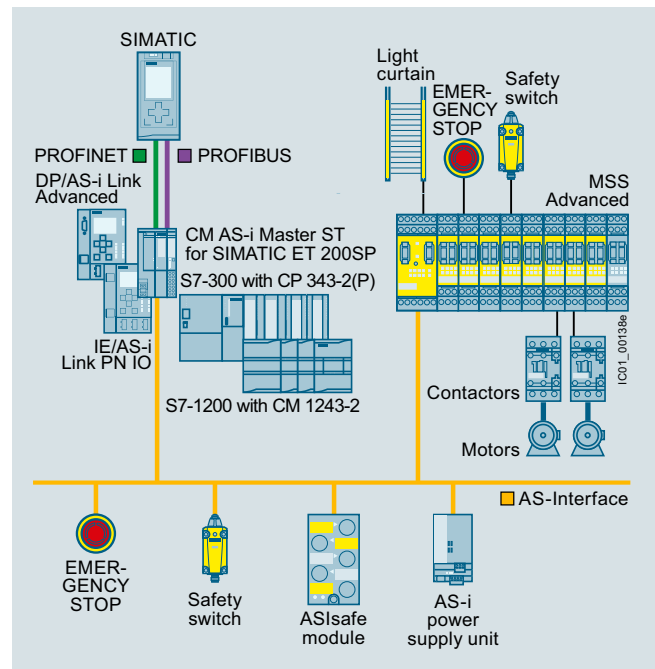 SIMATIC
PROFINET
PROFIBUS
DP/AS-i Link
Advanced
CM AS-i Master ST
for SIMATIC ET 200SP
S7-300 with CP 343-2(P)
IE/AS-i
Link PN IO
S7-1200 with CM 1243-2
Light
curtain
EMER-
GENCY
STOP
Safety
switch
MSS
Advanced
IC01_00138e
Contactors
Motors
AS-Interface
EMER-
GENCY
STOP
Safety
switch
ASIsafe
module
AS-i
power
supply unit